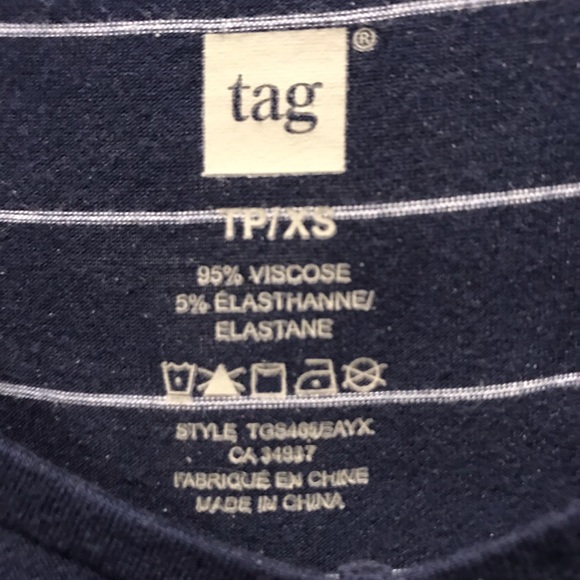 tag®
TP/XS
95% VISCOSE
5% ÉLASTHANNE/
ELASTANE
STYLE TGS405EAYX
CA 34937
FABRIQUÉ EN CHINE
MADE IN CHINA